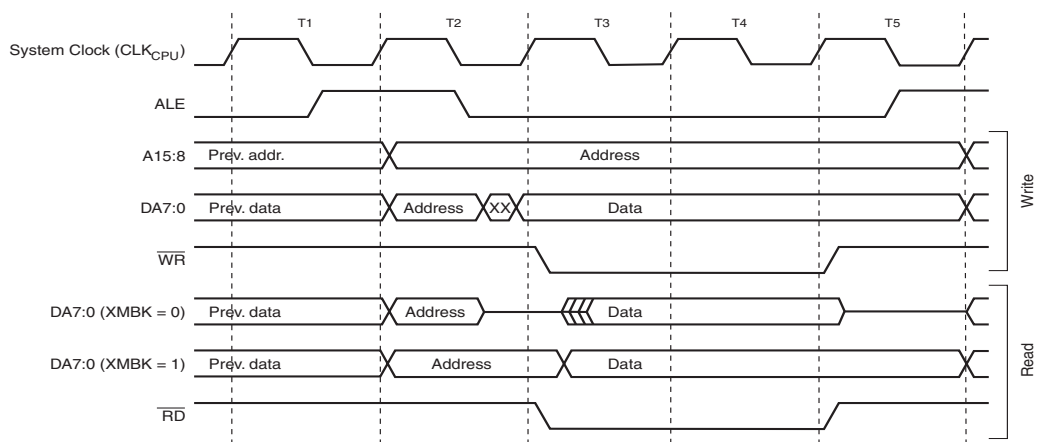 T1 T2 T3 T4 T5
System Clock (CLKCPU)
ALE
A15:8 Prev. addr. Address
DA7:0 Prev. data Address XX Data
WR
Write
DA7:0 (XMBK = 0) Prev. data Address Data
DA7:0 (XMBK = 1) Prev. data Address Data
RD
Read